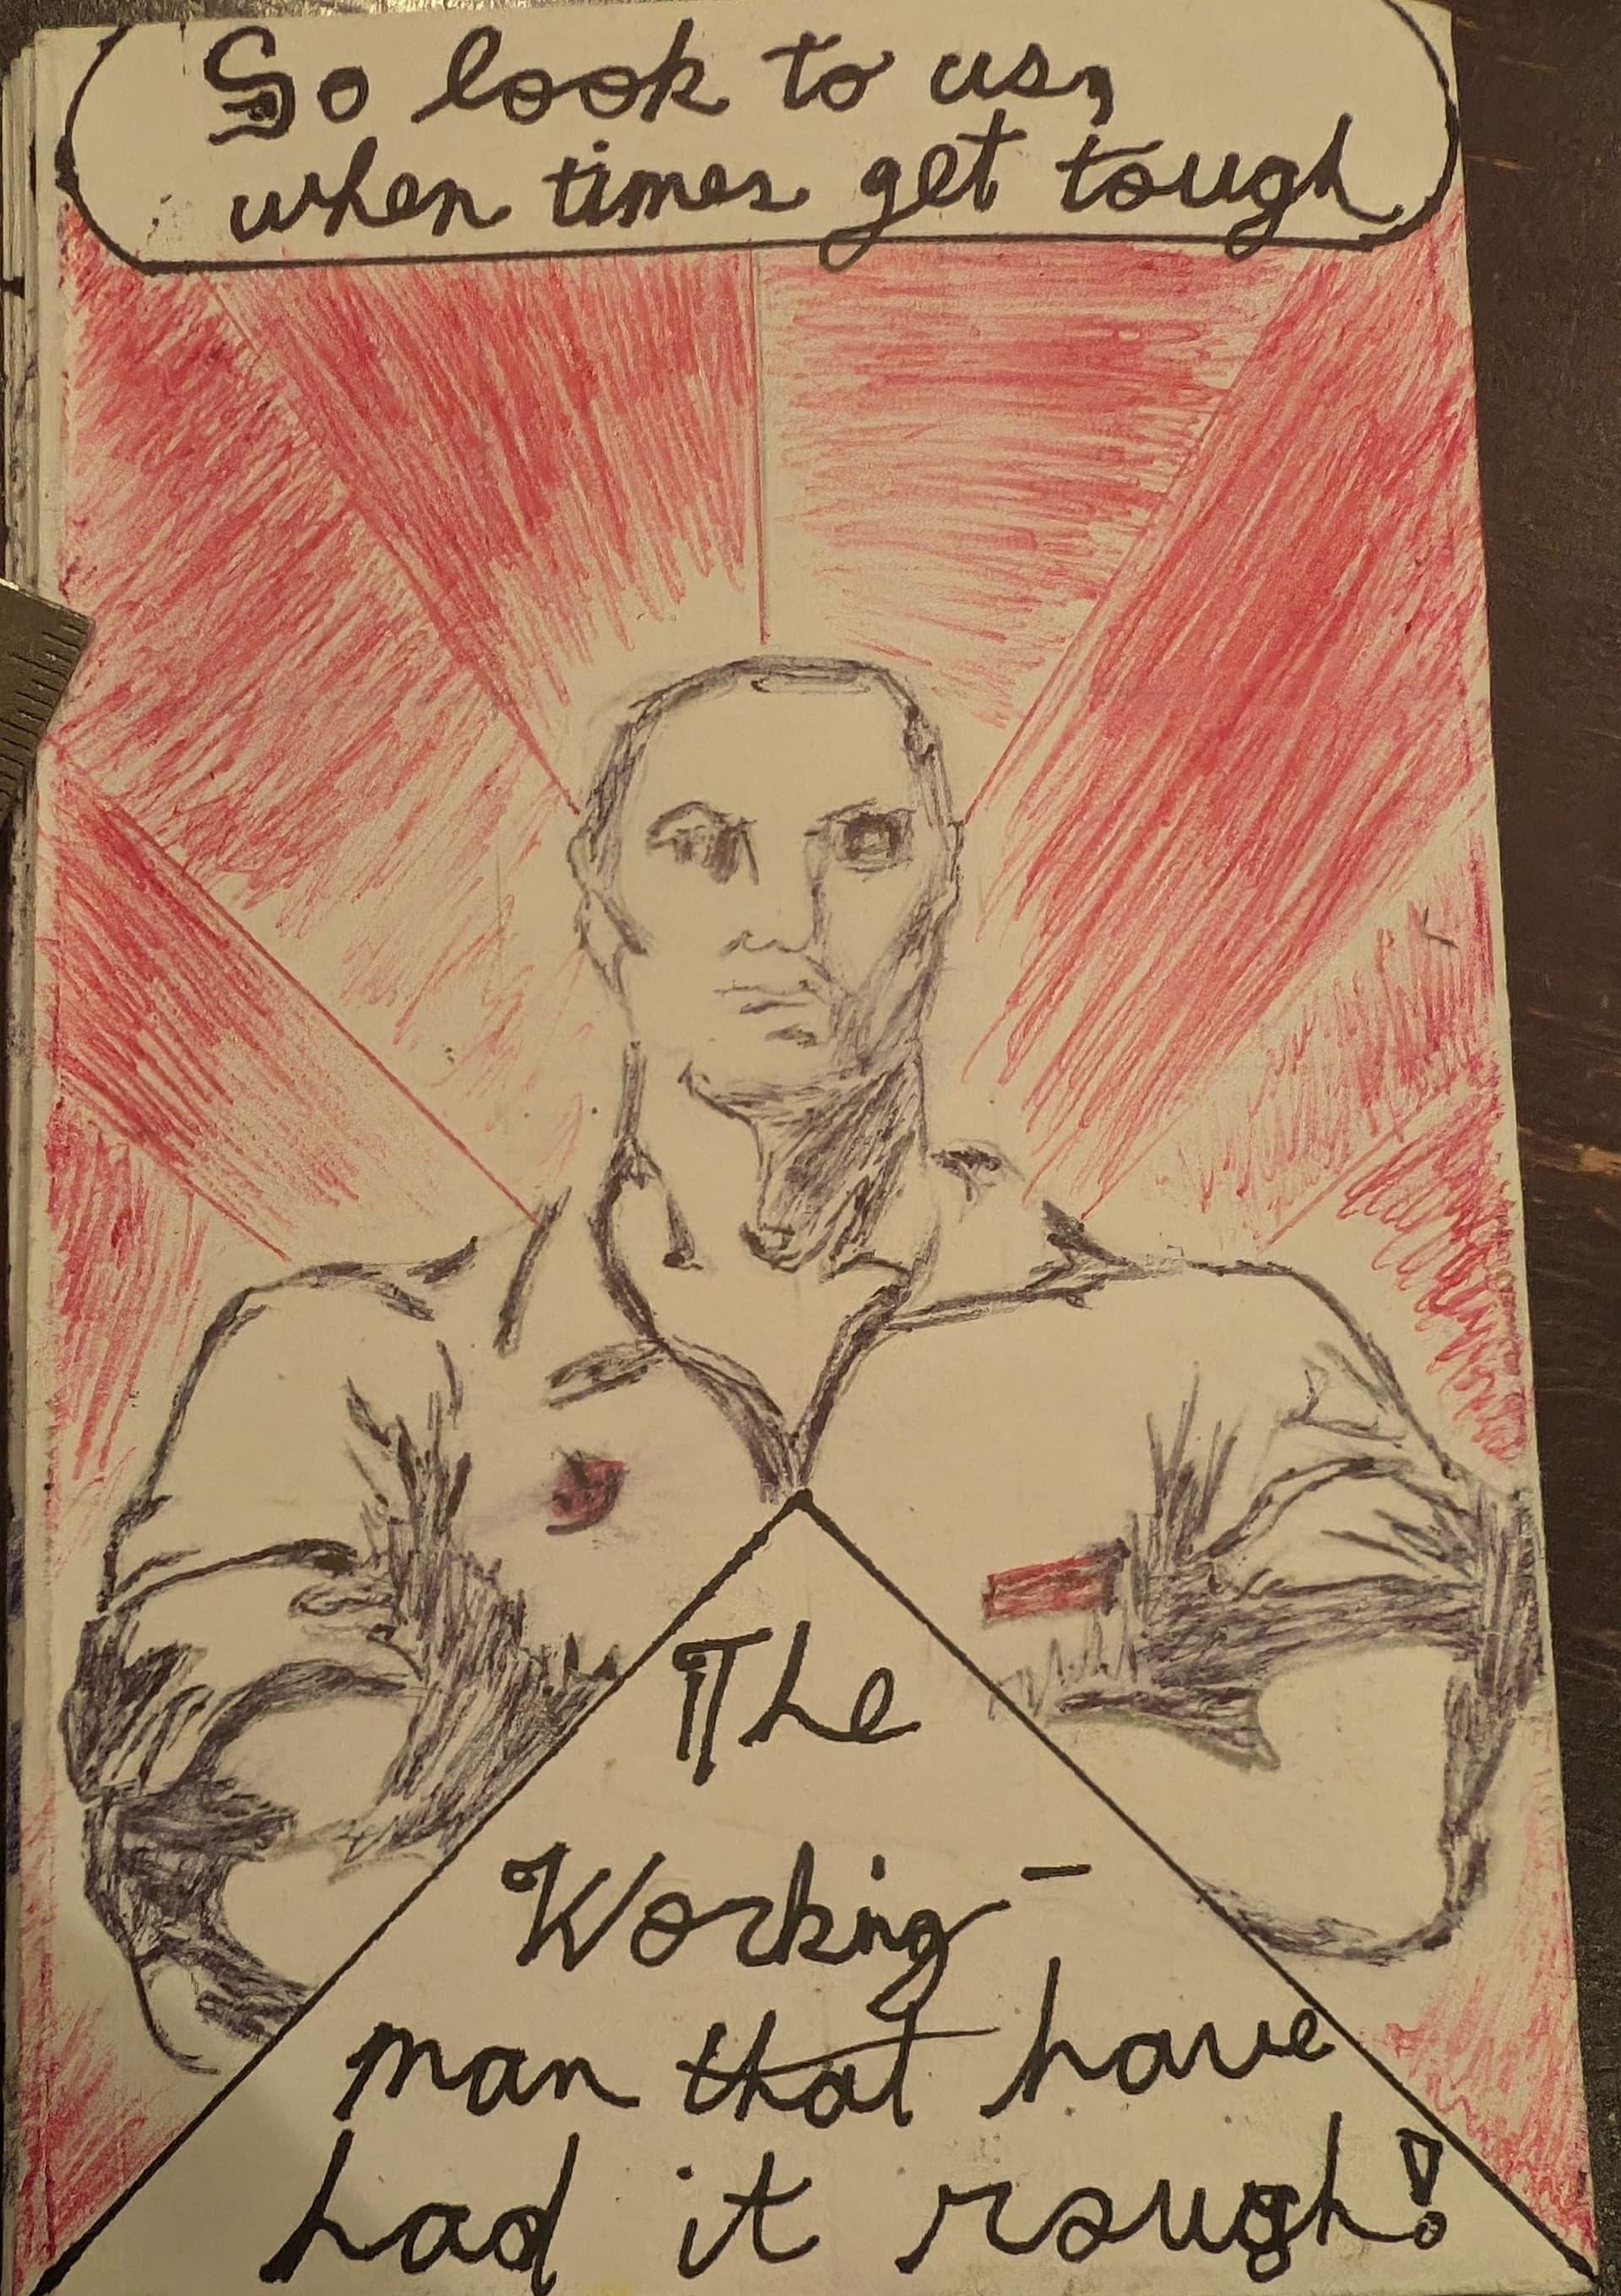 So look to us,
when times get tough
The
Working-
man that have
had it rough!